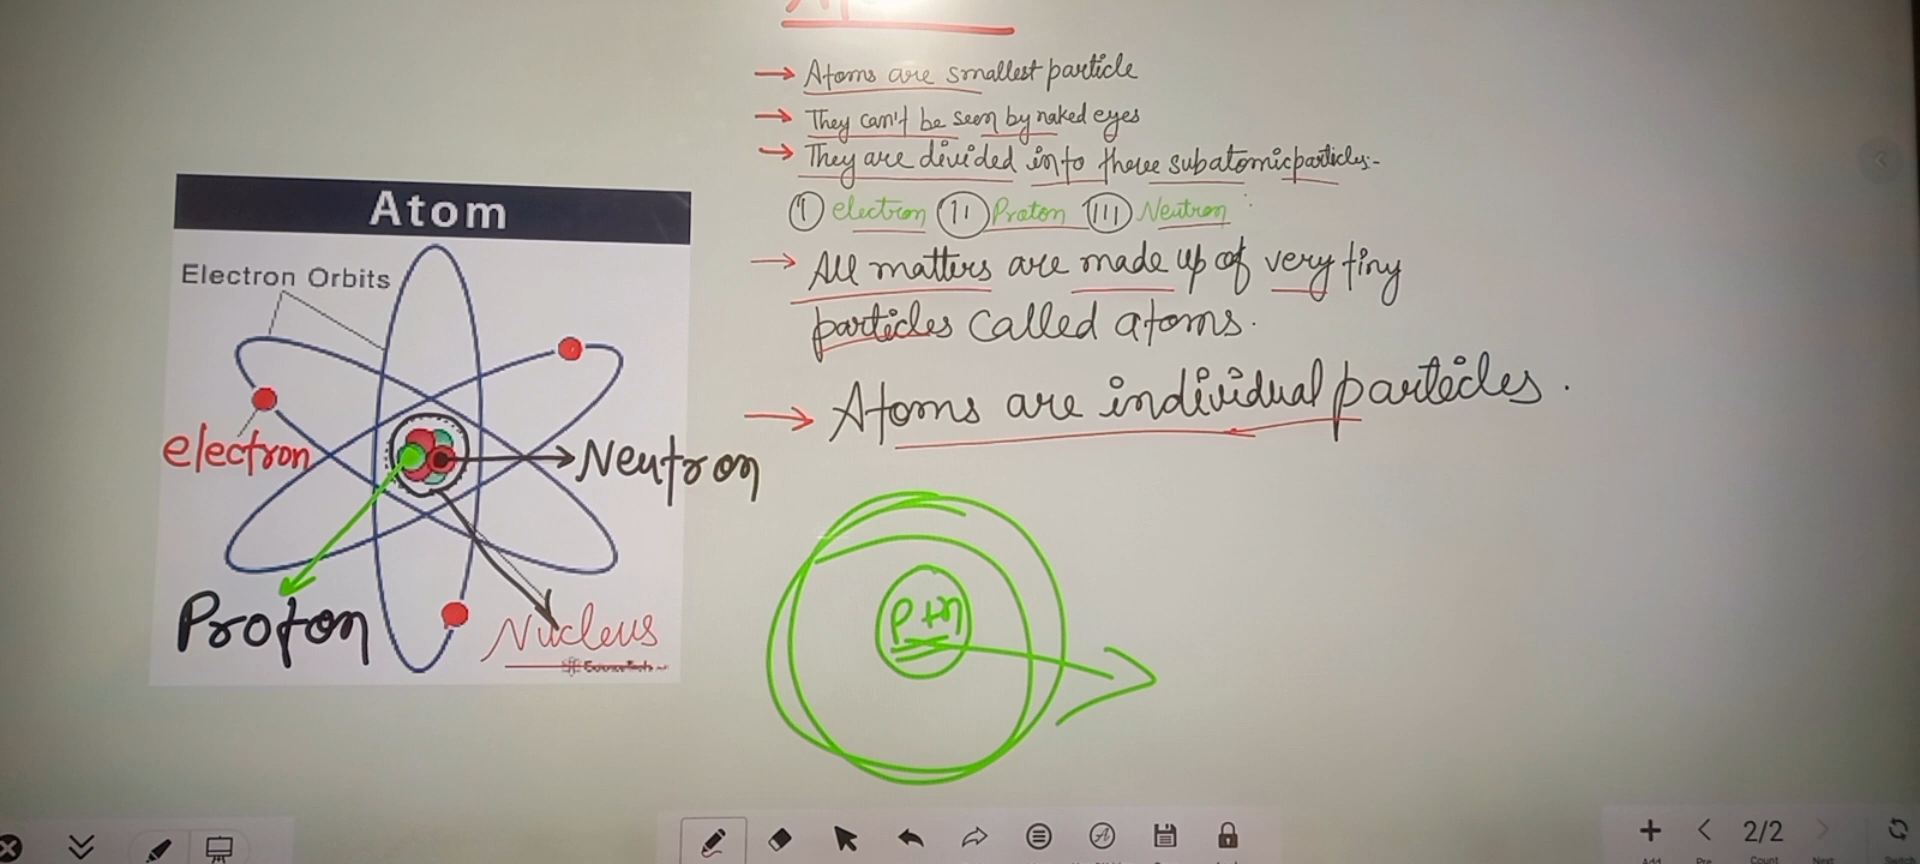 → Atoms are smallest particle
→ They can't be seen by naked eyes
→ They are divided into three subatomic particles:-
(I) electron (II) Proton (III) Neutron
→ All matters are made up of very tiny
particles called atoms.
→ Atoms are individual particles.
Atom
Electron Orbits
electron
Neutron
Proton
Nucleus
P+n
2/2
Count